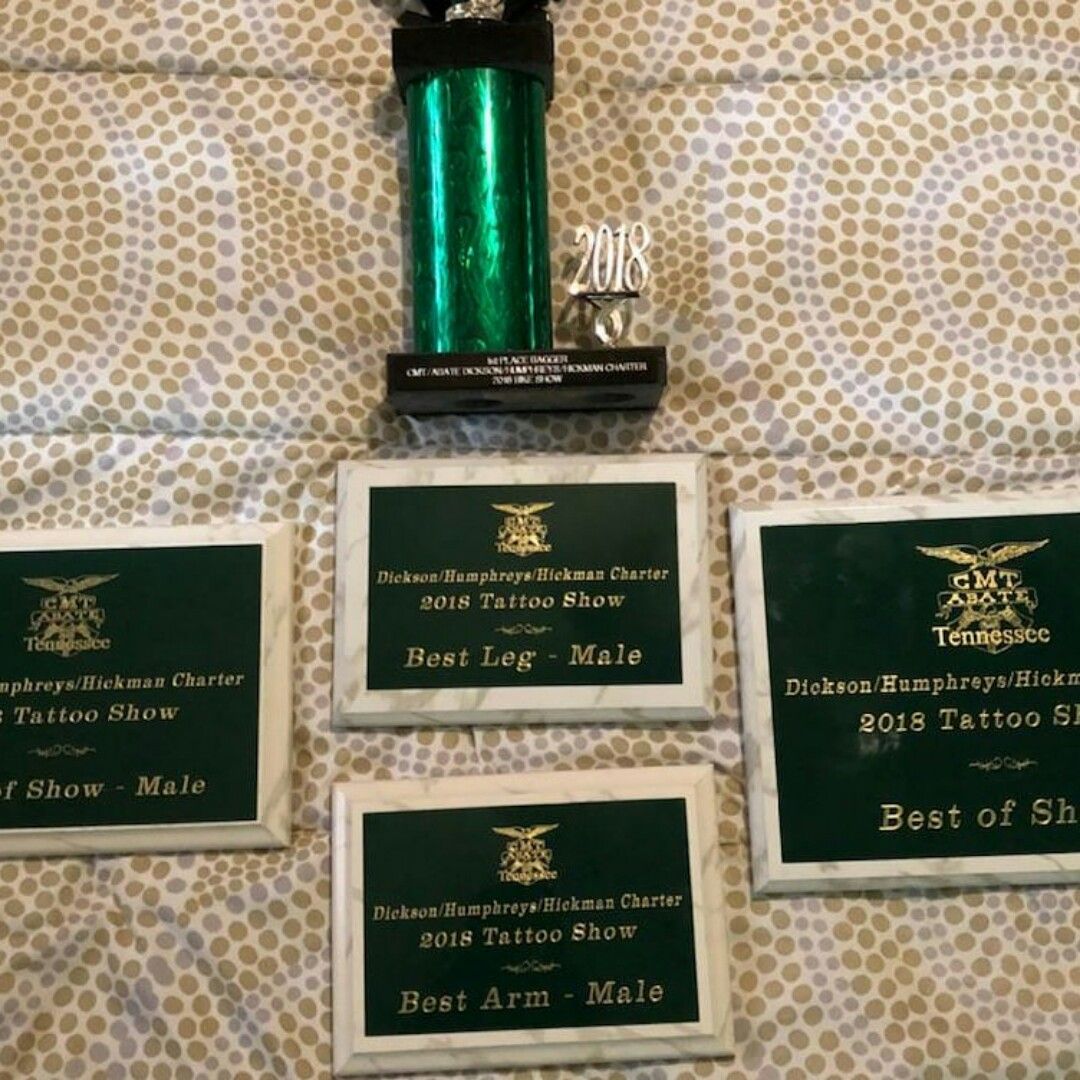 2018
1st PLACE BAGGER
CMT/ABATE DICKSON/HUMPHREYS/HICKMAN CHARTER
2018 BIKE SHOW
CMT
ABATE
Tennessee
Dickson/Humphreys/Hickman Charter
2018 Tattoo Show
Best Leg - Male
CMT
ABATE
Tennessee
mphreys/Hickman Charter
8 Tattoo Show
of Show - Male
CMT
ABATE
Tennessee
Dickson/Humphreys/Hickm
2018 Tattoo Sh
Best of Sh
CMT
ABATE
Tennessee
Dickson/Humphreys/Hickman Charter
2018 Tattoo Show
Best Arm - Male